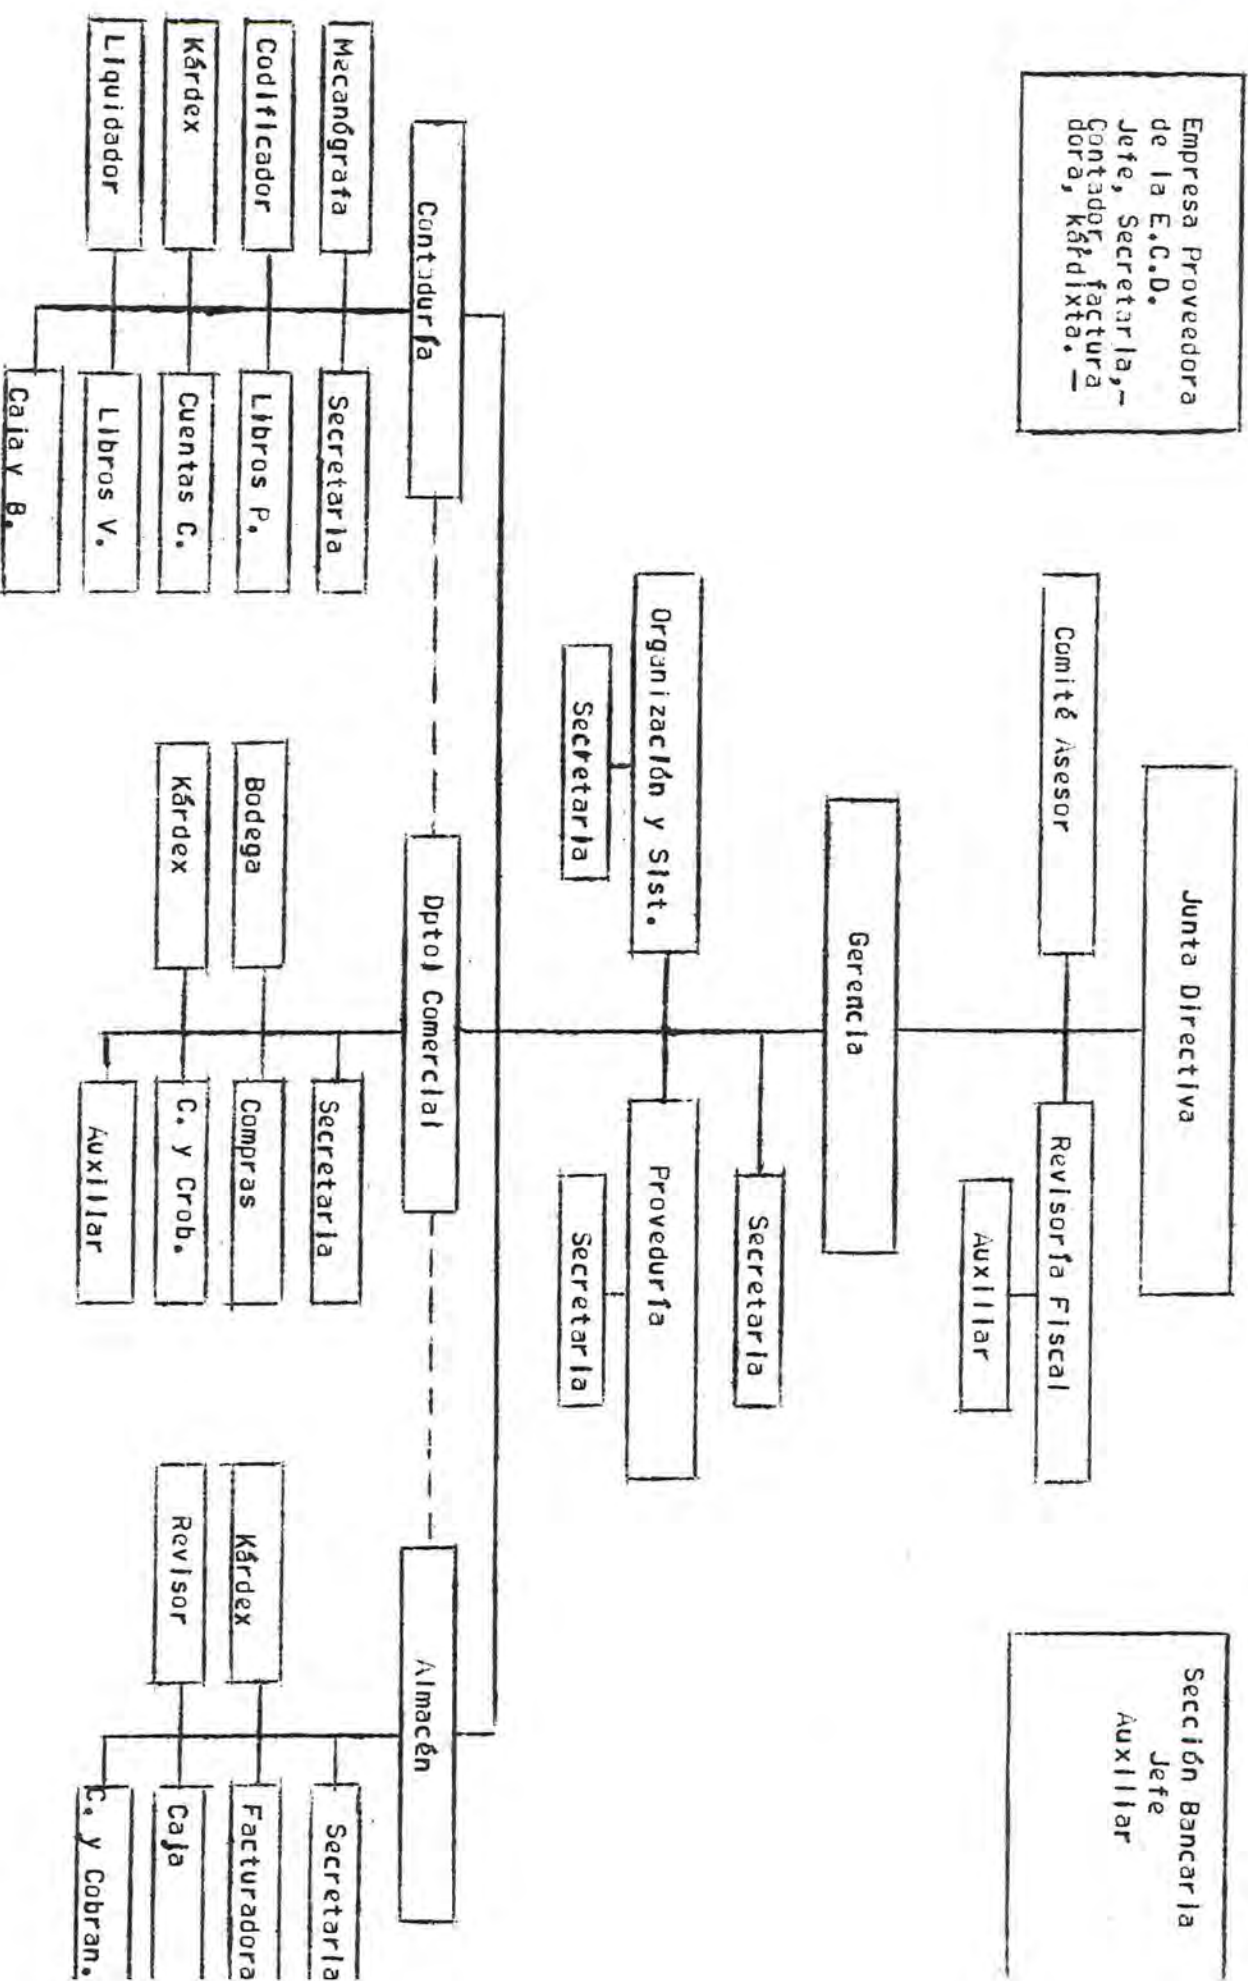 Empresa Proveedora
de la E.C.D.
Jefe, Secretaria,-
Contador, factura
dora, kárdixta. -
Junta Directiva
Sección Bancaria
Jefe
Auxiliar
Comité Asesor
Revisoría Fiscal
Auxiliar
Gerencia
Secretaria
Organización y Sist.
Secretaria
Proveduría
Secretaria
Contaduría
Dpto) Comercial
Almacén
Mecanógrafa
Secretaria
Codificador
Libros P.
Kárdex
Cuentas C.
Liquidador
Libros V.
Caja y B.
Secretaria
Bodega
Compras
Kárdex
C. y Crob.
Auxiliar
Secretaria
Kárdex
Facturadora
Revisor
Caja
C. y Cobran.